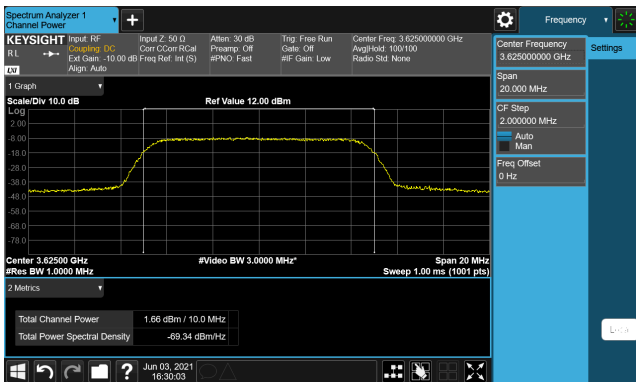 Spectrum Analyzer 1
Channel Power
Frequency
KEYSIGHT
RL
LXI
Input: RF
Coupling: DC
Ext Gain: -10.00 dB
Align: Auto
Input Z: 50 Ω
Corr CCorr RCal
Freq Ref: Int (S)
Atten: 30 dB
Preamp: Off
#PNO: Fast
Trig: Free Run
Gate: Off
#IF Gain: Low
Center Freq: 3.625000000 GHz
Avg|Hold: 100/100
Radio Std: None
Center Frequency
3.625000000 GHz
Settings
Span
20.000 MHz
CF Step
2.000000 MHz
Auto
Man
Freq Offset
0 Hz
1 Graph
Scale/Div 10.0 dB
Ref Value 12.00 dBm
Log
2.00
-8.00
-18.0
-28.0
-38.0
-48.0
-58.0
-68.0
-78.0
Center 3.62500 GHz
#Video BW 3.0000 MHz*
Span 20 MHz
#Res BW 1.0000 MHz
Sweep 1.00 ms (1001 pts)
2 Metrics
Total Channel Power
1.66 dBm / 10.0 MHz
Total Power Spectral Density
-69.34 dBm/Hz
?
Jun 03, 2021
16:30:03